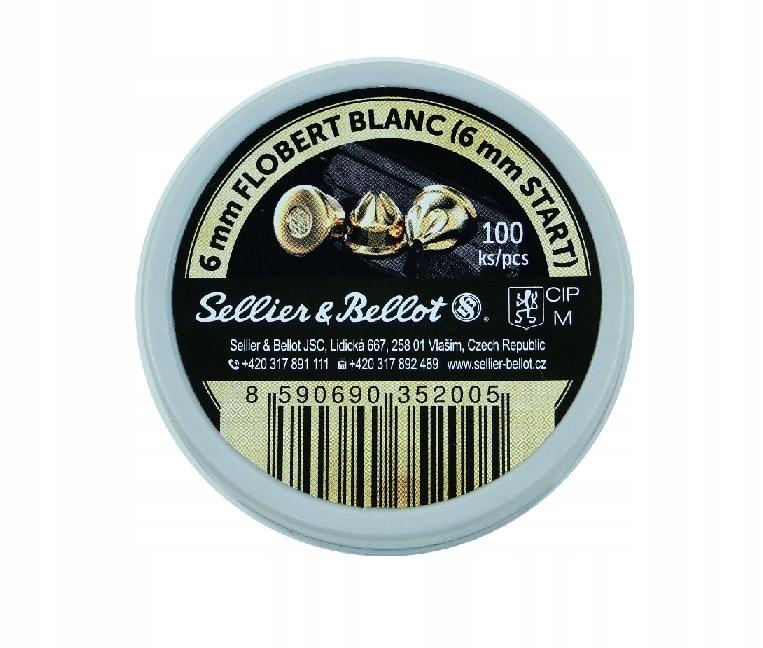 6 mm FLOBERT BLANC (6 mm START)
100
ks/pcs
Sellier & Bellot S&B®
CIP
M
Sellier & Bellot JSC, Lidická 667, 258 01 Vlašim, Czech Republic
+420 317 891 111 +420 317 892 489 www.sellier-bellot.cz
8 590690 352005